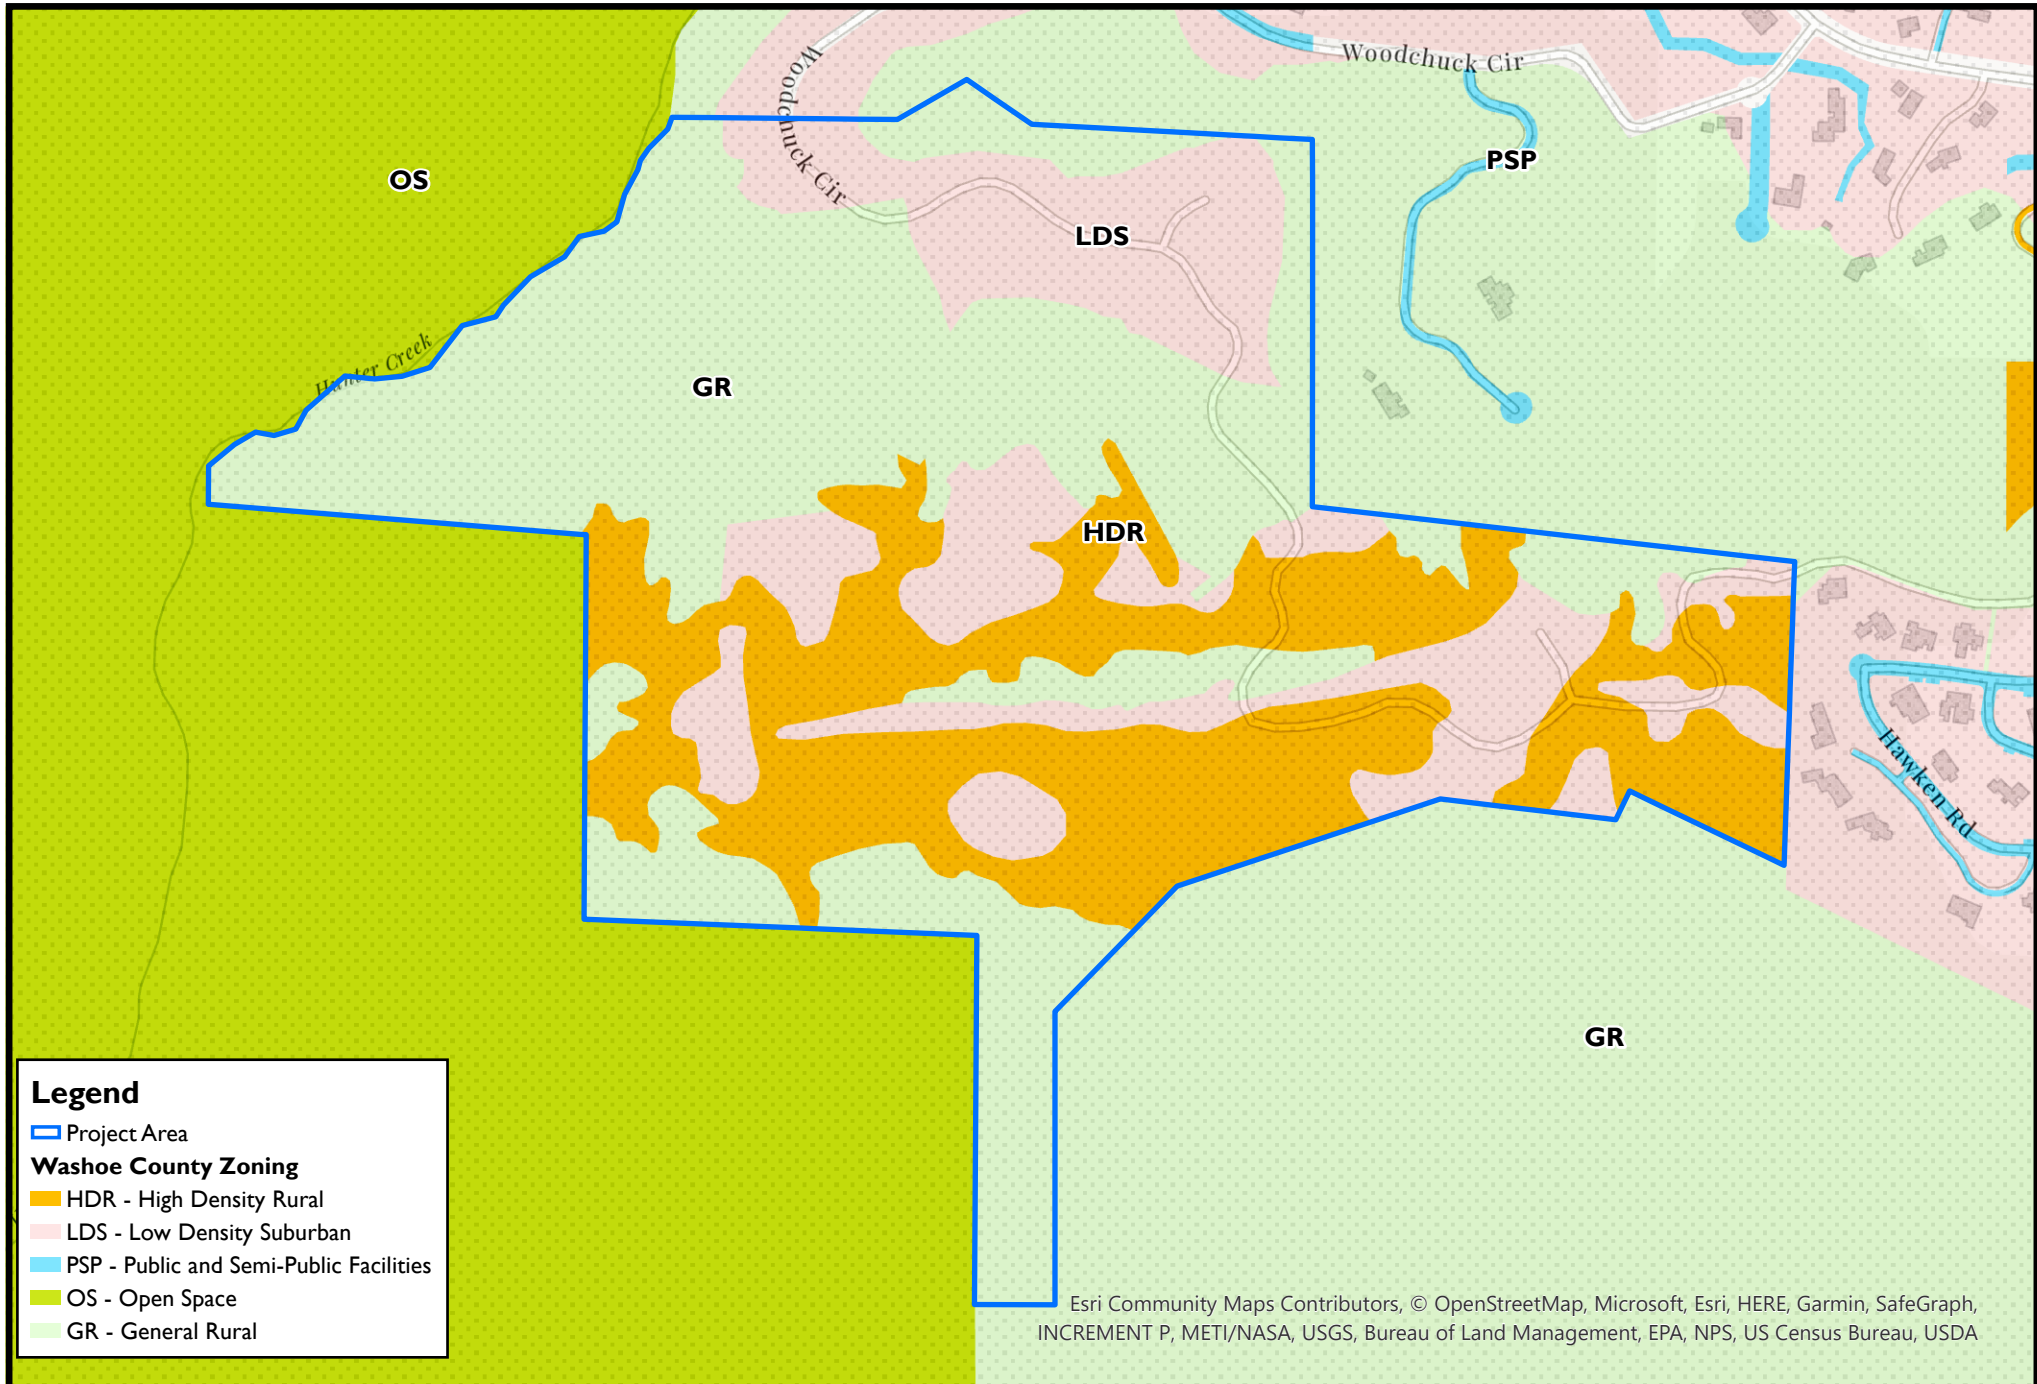 Woodchuck Cir
Woodchuck Cir
PSP
OS
LDS
Hunter Creek
GR
HDR
Hawken Rd
GR
Legend
Project Area
Washoe County Zoning
HDR - High Density Rural
LDS - Low Density Suburban
PSP - Public and Semi-Public Facilities
OS - Open Space
GR - General Rural
Esri Community Maps Contributors, © OpenStreetMap, Microsoft, Esri, HERE, Garmin, SafeGraph,
INCREMENT P, METI/NASA, USGS, Bureau of Land Management, EPA, NPS, US Census Bureau, USDA